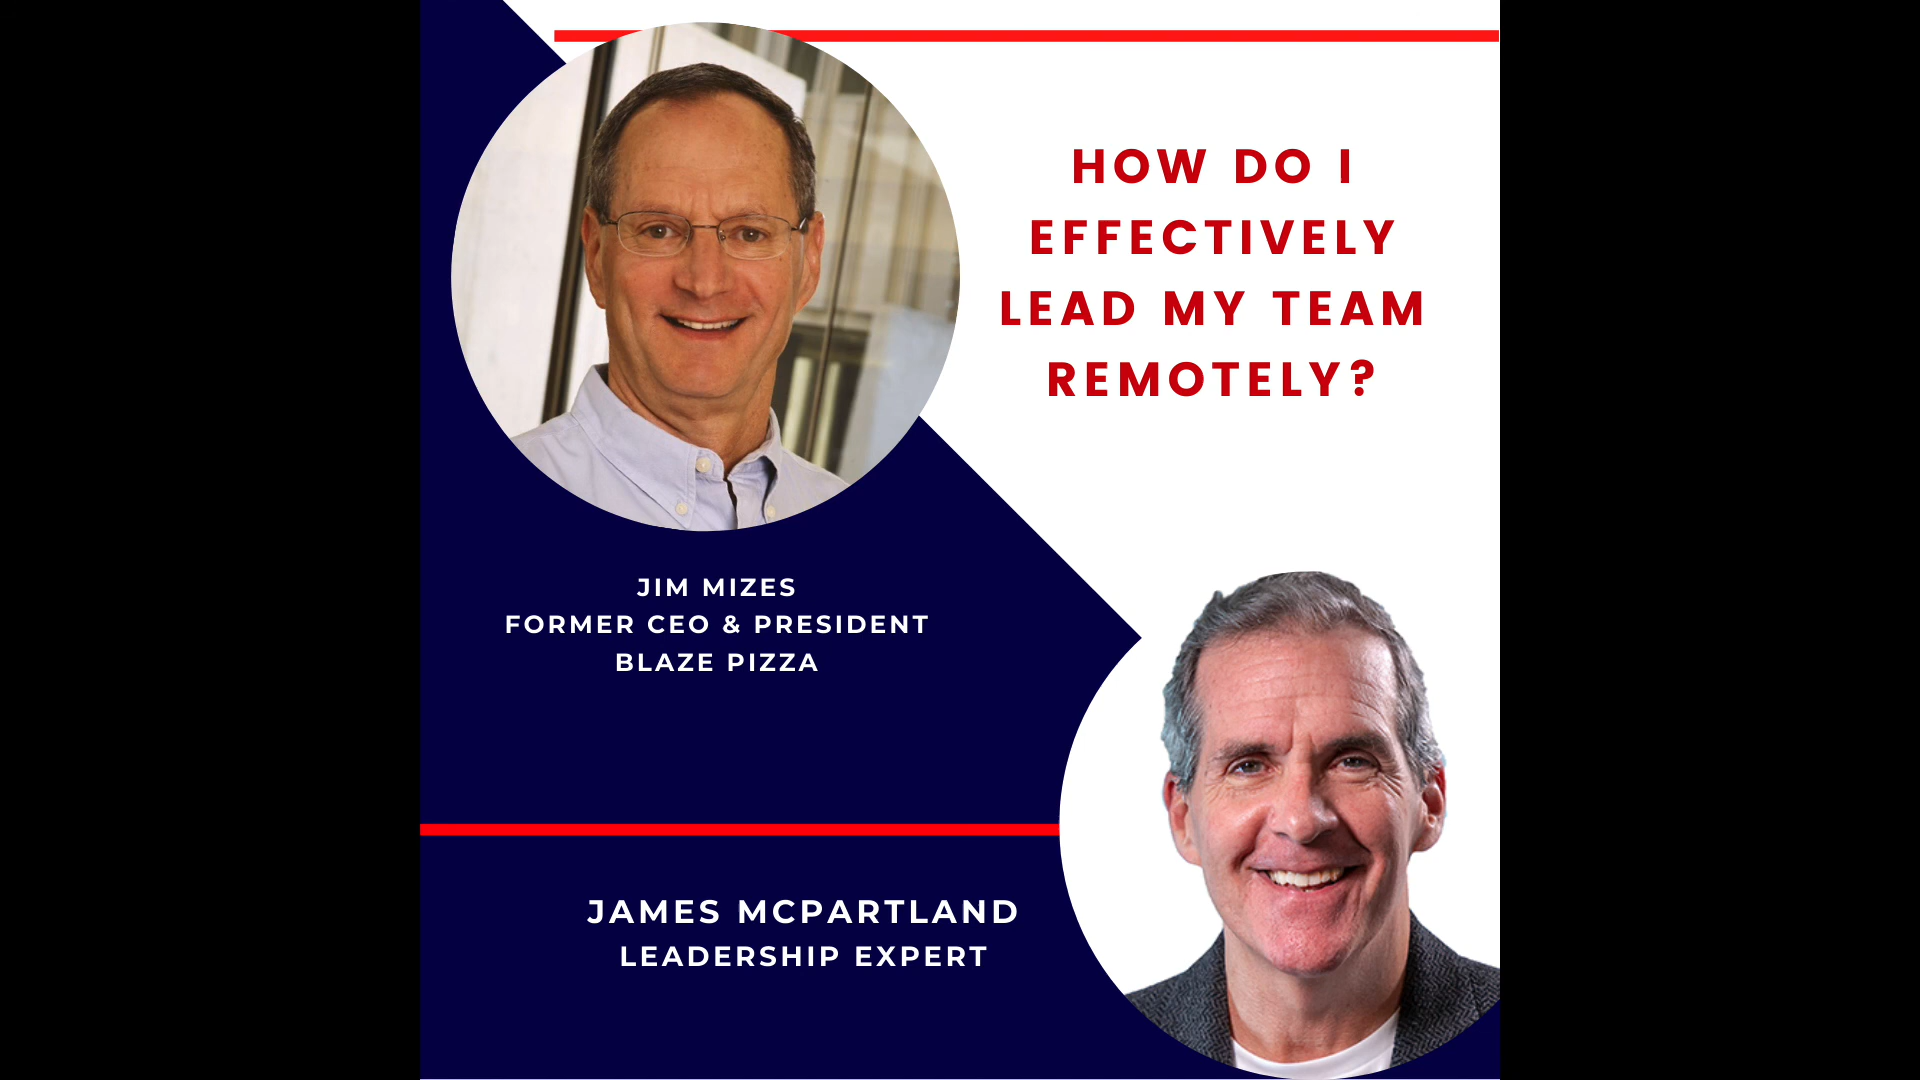 HOW DO I
EFFECTIVELY
LEAD MY TEAM
REMOTELY?
JIM MIZES
FORMER CEO & PRESIDENT
BLAZE PIZZA
JAMES MCPARTLAND
LEADERSHIP EXPERT